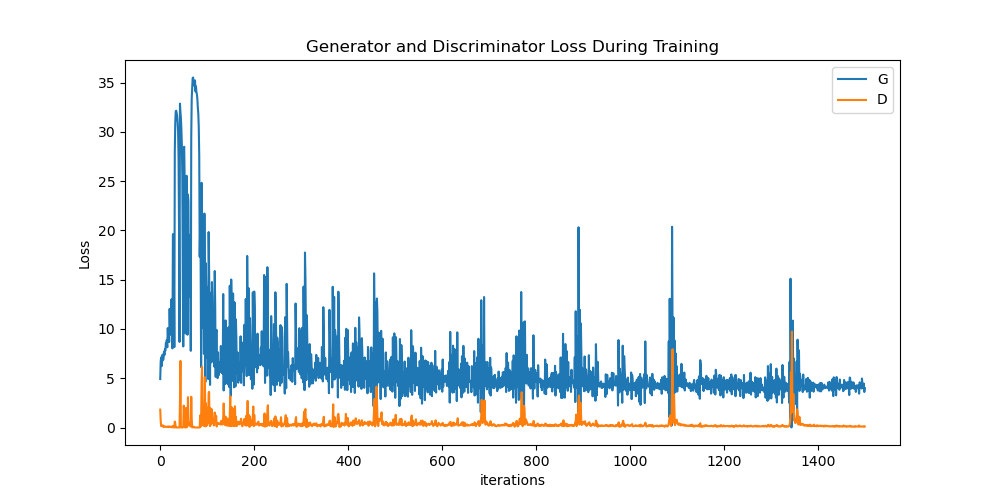 Generator and Discriminator Loss During Training
G
D
Loss
35
30
25
20
15
10
5
0
0 200 400 600 800 1000 1200 1400
iterations